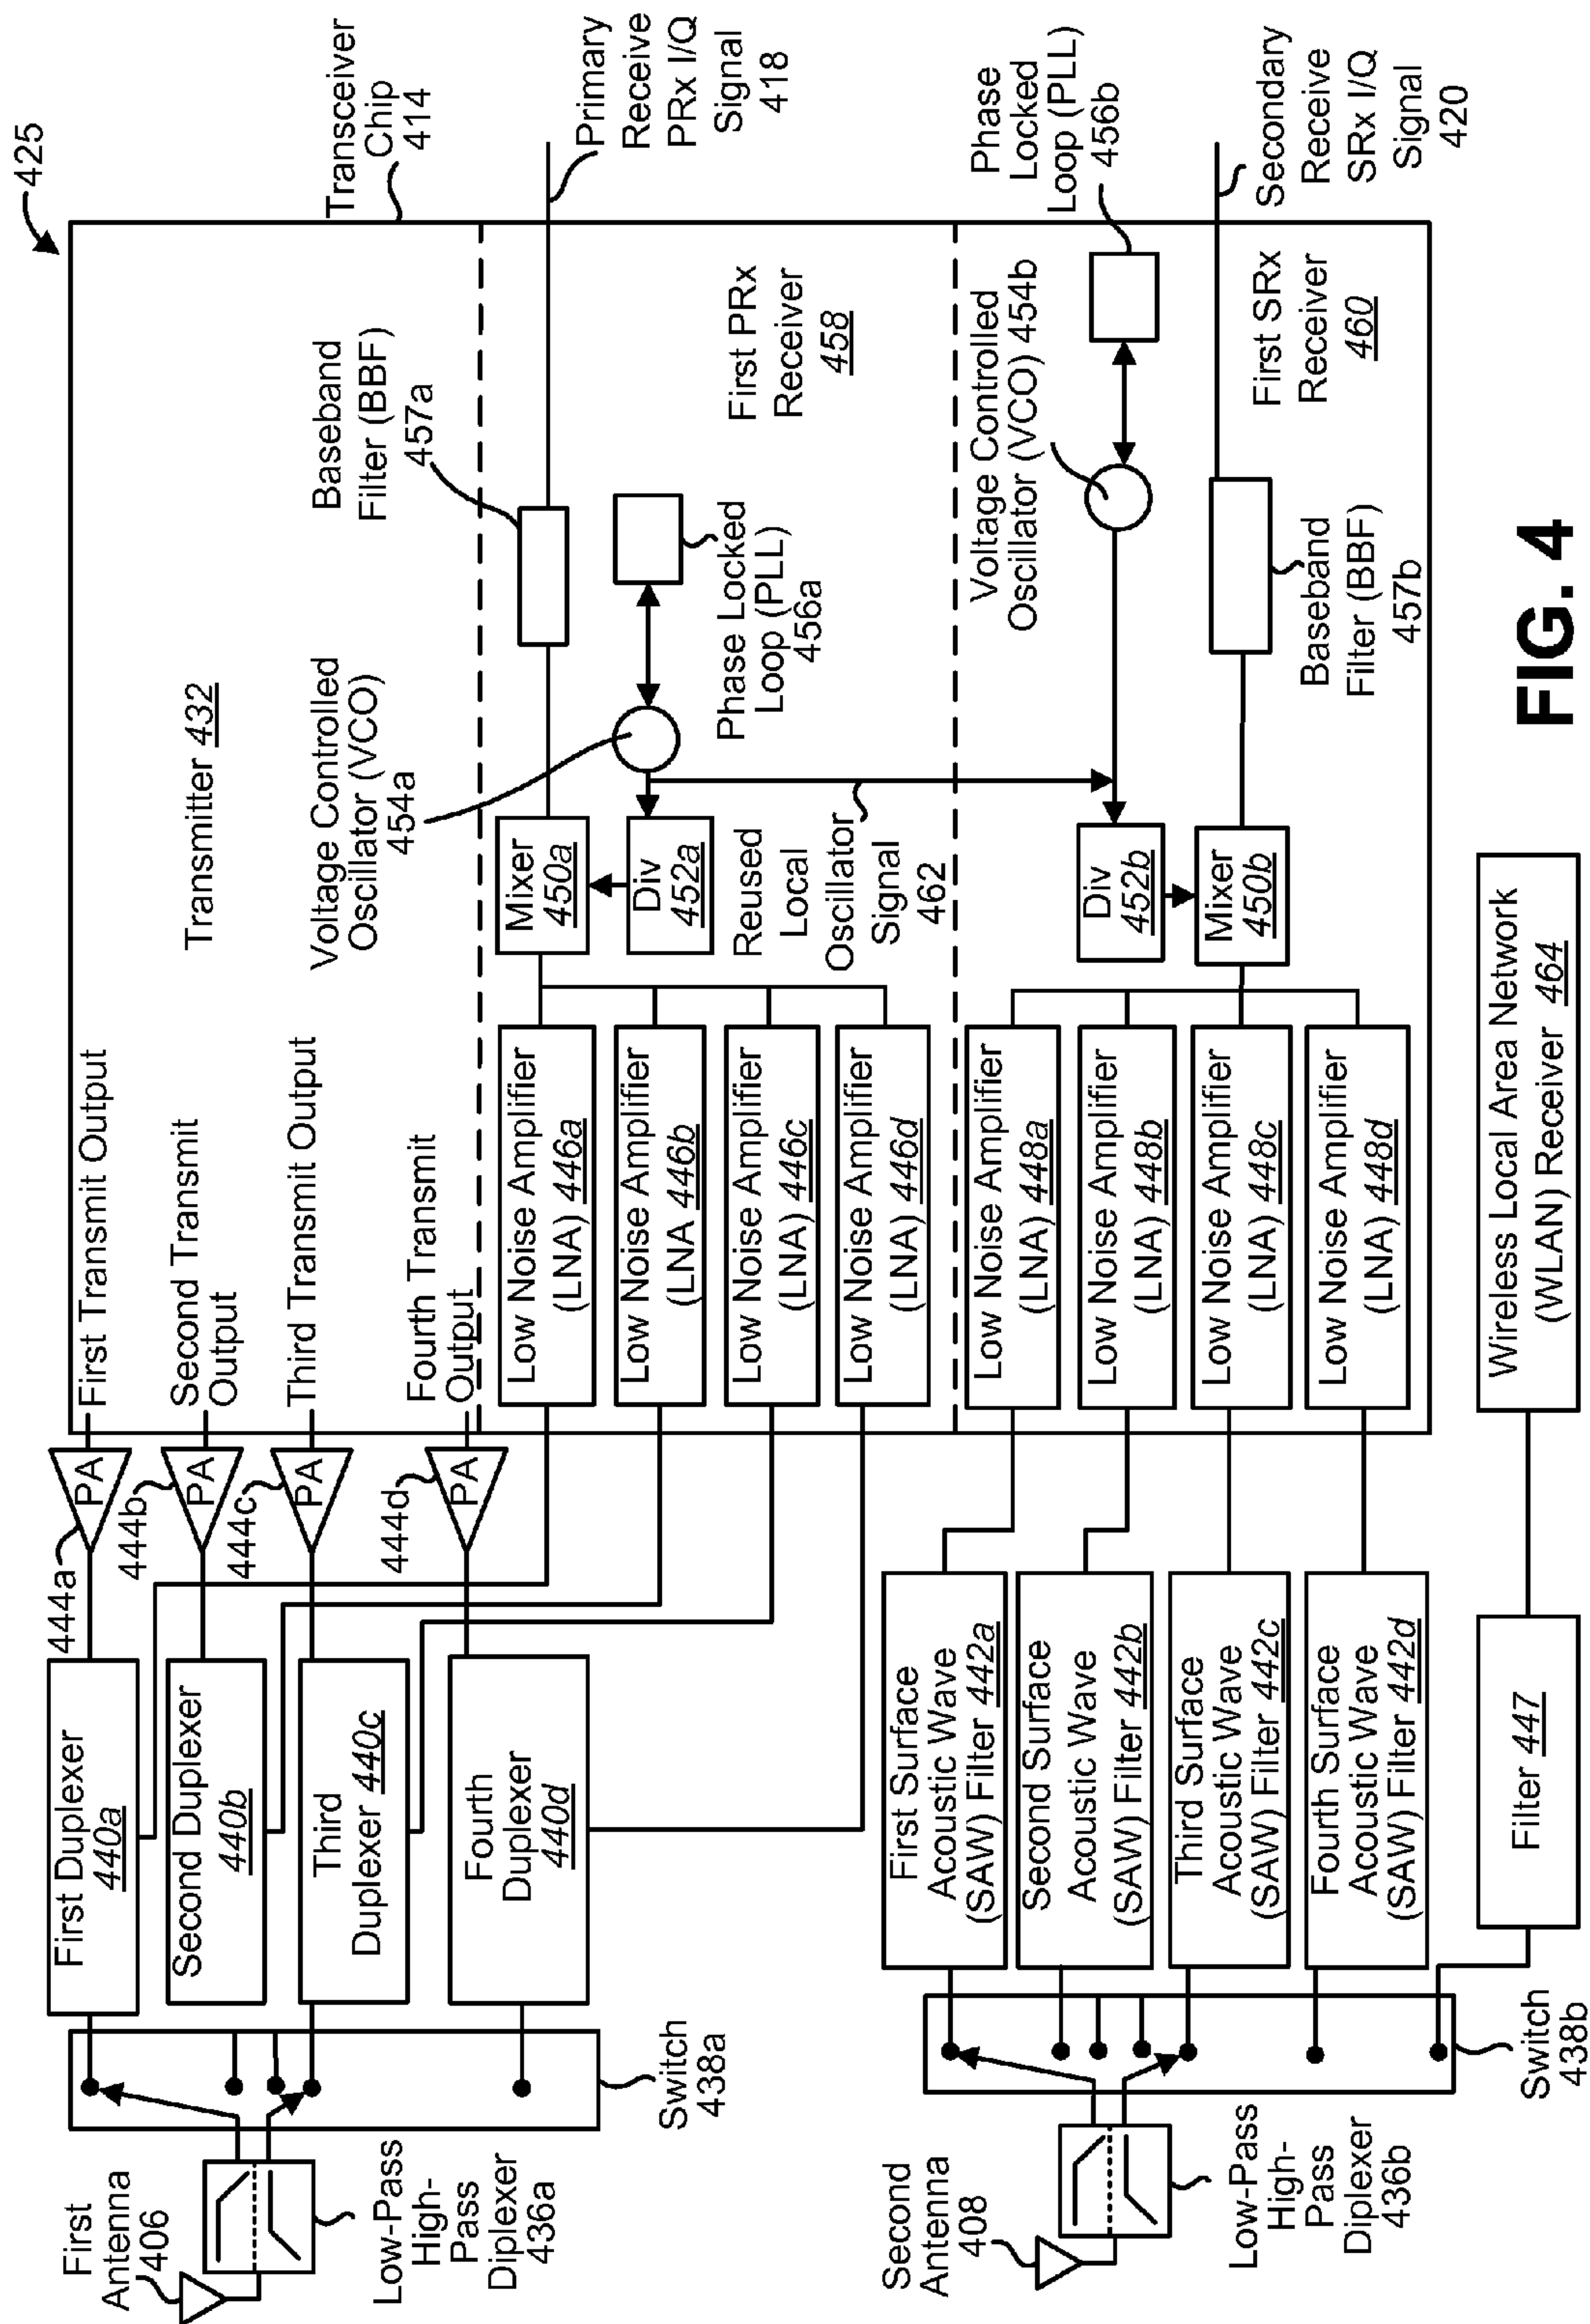 425
First
Antenna
406
Low-Pass
High-
Pass
Diplexer
436a
Switch
438a
First Duplexer
440a
Second Duplexer
440b
Third
Duplexer 440c
Fourth
Duplexer
440d
444a
PA
444b
PA
444c
PA
444d
PA
First Transmit Output
Second Transmit
Output
Third Transmit Output
Fourth Transmit
Output
Transmitter 432
Transceiver
Chip
414
Low Noise Amplifier
(LNA) 446a
Low Noise Amplifier
(LNA 446b
Low Noise Amplifier
(LNA) 446c
Low Noise Amplifier
(LNA) 446d
Voltage Controlled
Oscillator (VCO)
454a
Mixer
450a
Div
452a
Reused
Local
Oscillator
Signal
462
Baseband
Filter (BBF)
457a
Phase Locked
Loop (PLL)
456a
First PRx
Receiver
458
Primary
Receive
PRx I/Q
Signal
418
Second
Antenna
408
Low-Pass
High-
Pass
Diplexer
436b
Switch
438b
First Surface
Acoustic Wave
(SAW) Filter 442a
Second Surface
Acoustic Wave
(SAW) Filter 442b
Third Surface
Acoustic Wave
(SAW) Filter 442c
Fourth Surface
Acoustic Wave
(SAW) Filter 442d
Low Noise Amplifier
(LNA) 448a
Low Noise Amplifier
(LNA) 448b
Low Noise Amplifier
(LNA) 448c
Low Noise Amplifier
(LNA) 448d
Div
452b
Mixer
450b
Voltage Controlled
Oscillator (VCO) 454b
Phase
Locked
Loop (PLL)
456b
Baseband
Filter (BBF)
457b
First SRx
Receiver
460
Secondary
Receive
SRx I/Q
Signal
420
Filter 447
Wireless Local Area Network
(WLAN) Receiver 464
FIG. 4